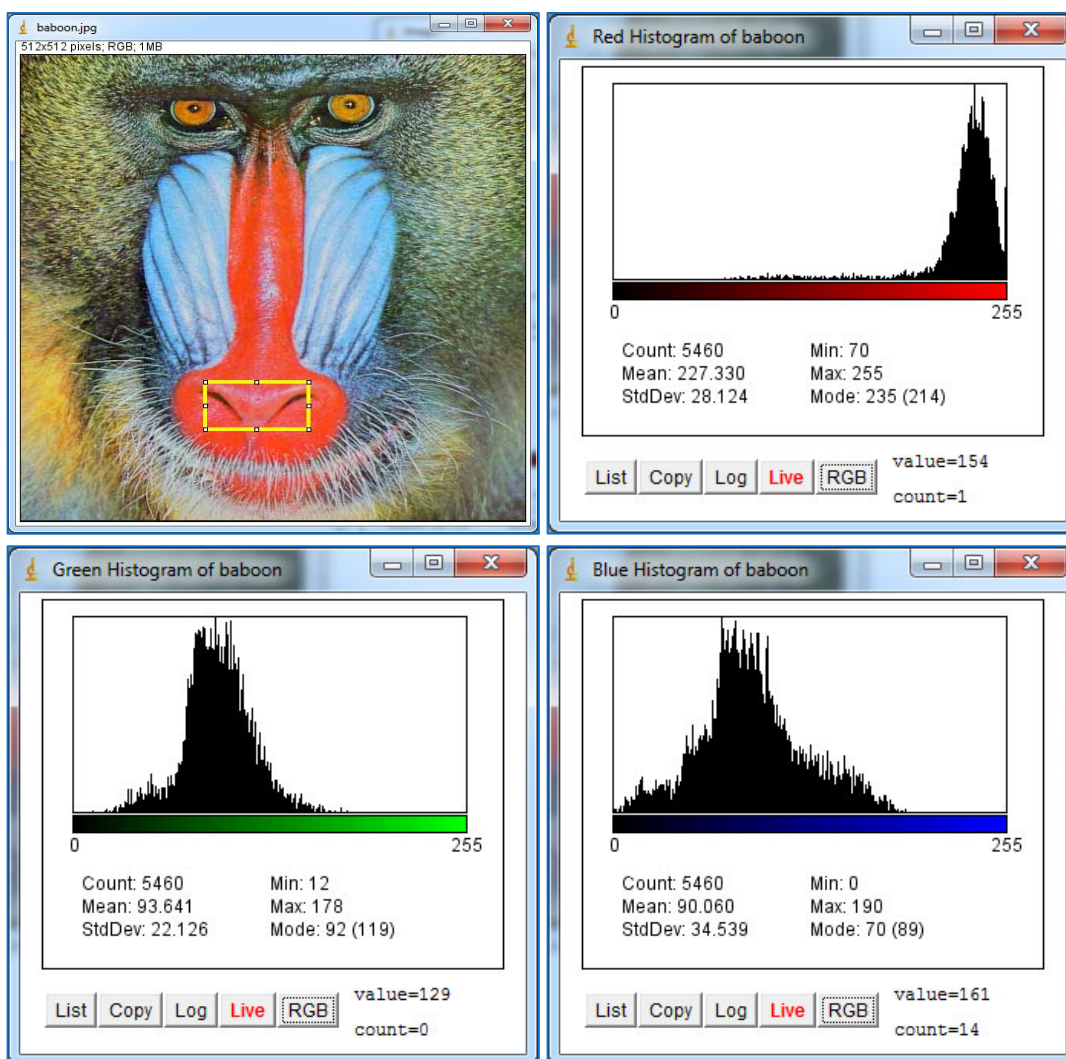 baboon.jpg
512x512 pixels; RGB; 1MB
Red Histogram of baboon
0 255
Count: 5460 Min: 70
Mean: 227.330 Max: 255
StdDev: 28.124 Mode: 235 (214)
List Copy Log Live RGB value=154
count=1
Green Histogram of baboon
0 255
Count: 5460 Min: 12
Mean: 93.641 Max: 178
StdDev: 22.126 Mode: 92 (119)
List Copy Log Live RGB value=129
count=0
Blue Histogram of baboon
0 255
Count: 5460 Min: 0
Mean: 90.060 Max: 190
StdDev: 34.539 Mode: 70 (89)
List Copy Log Live RGB value=161
count=14